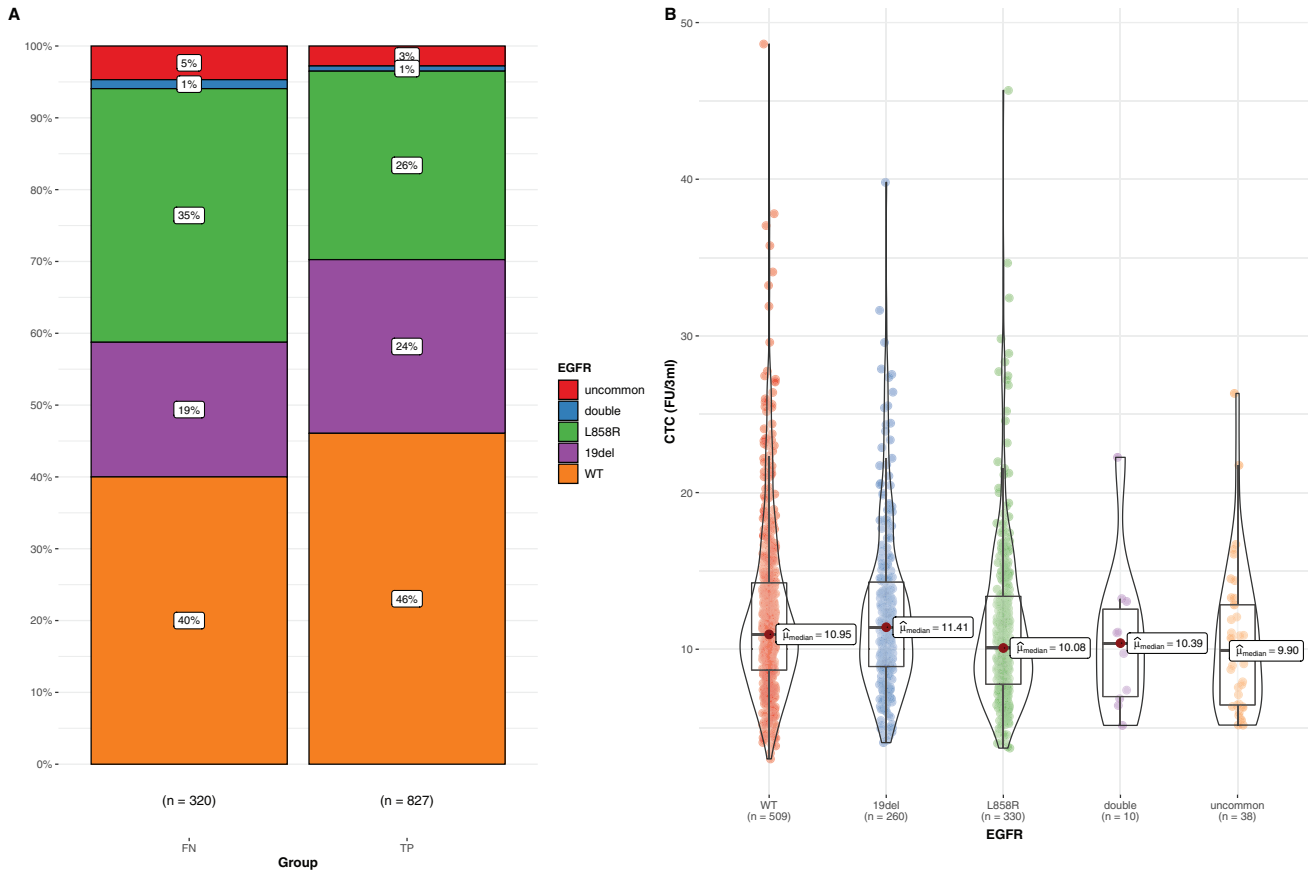 A
100%
90%
80%
70%
60%
50%
40%
30%
20%
10%
0%
5%
1%
35%
19%
40%
3%
1%
26%
24%
46%
(n = 320)
(n = 827)
FN
TP
Group
EGFR
uncommon
double
L858R
19del
WT
B
50
40
30
20
10
CTC (FU/3ml)
μ̂median = 10.95
μ̂median = 11.41
μ̂median = 10.08
μ̂median = 10.39
μ̂median = 9.90
WT
(n = 509)
19del
(n = 260)
L858R
(n = 330)
double
(n = 10)
uncommon
(n = 38)
EGFR